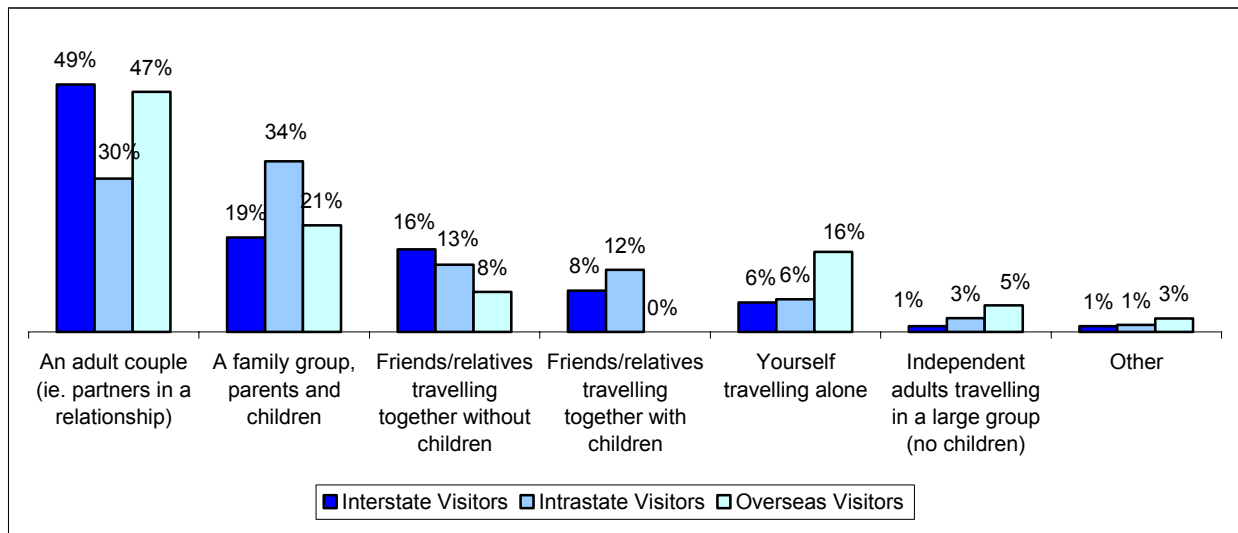 49%
30%
47%
19%
34%
21%
16%
13%
8%
8%
12%
0%
6%
6%
16%
1%
3%
5%
1%
1%
3%
An adult couple
(ie. partners in a
relationship)
A family group,
parents and
children
Friends/relatives
travelling
together without
children
Friends/relatives
travelling
together with
children
Yourself
travelling alone
Independent
adults travelling
in a large group
(no children)
Other
Interstate Visitors
Intrastate Visitors
Overseas Visitors